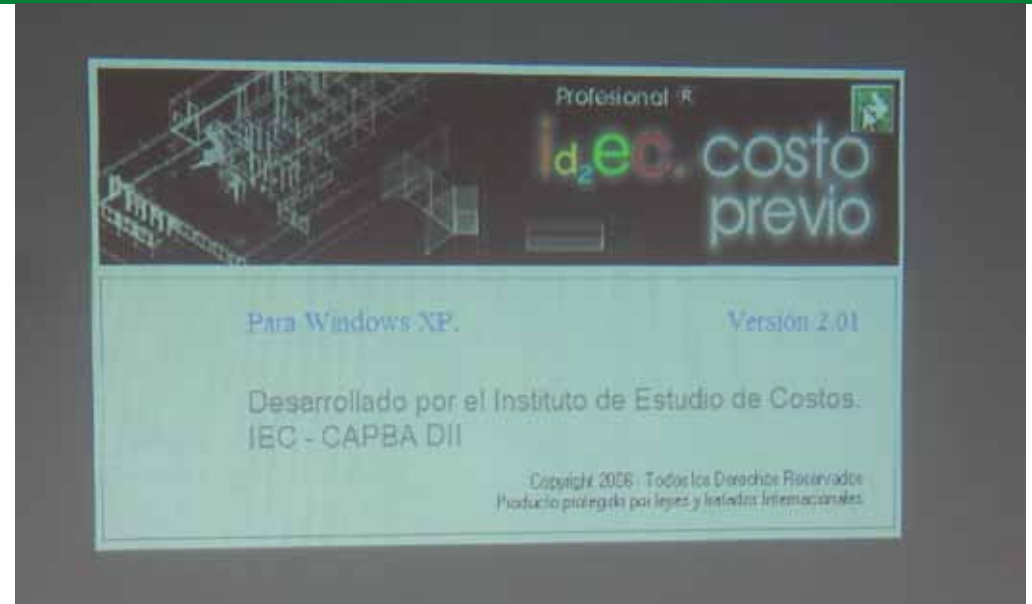 Profesional ®
id2ec. costo
previo
Para Windows XP.
Versión 2.01
Desarrollado por el Instituto de Estudio de Costos.
IEC - CAPBA DII
Copyright 2006 Todos los Derechos Reservados
Producto protegido por leyes y tratados Internacionales